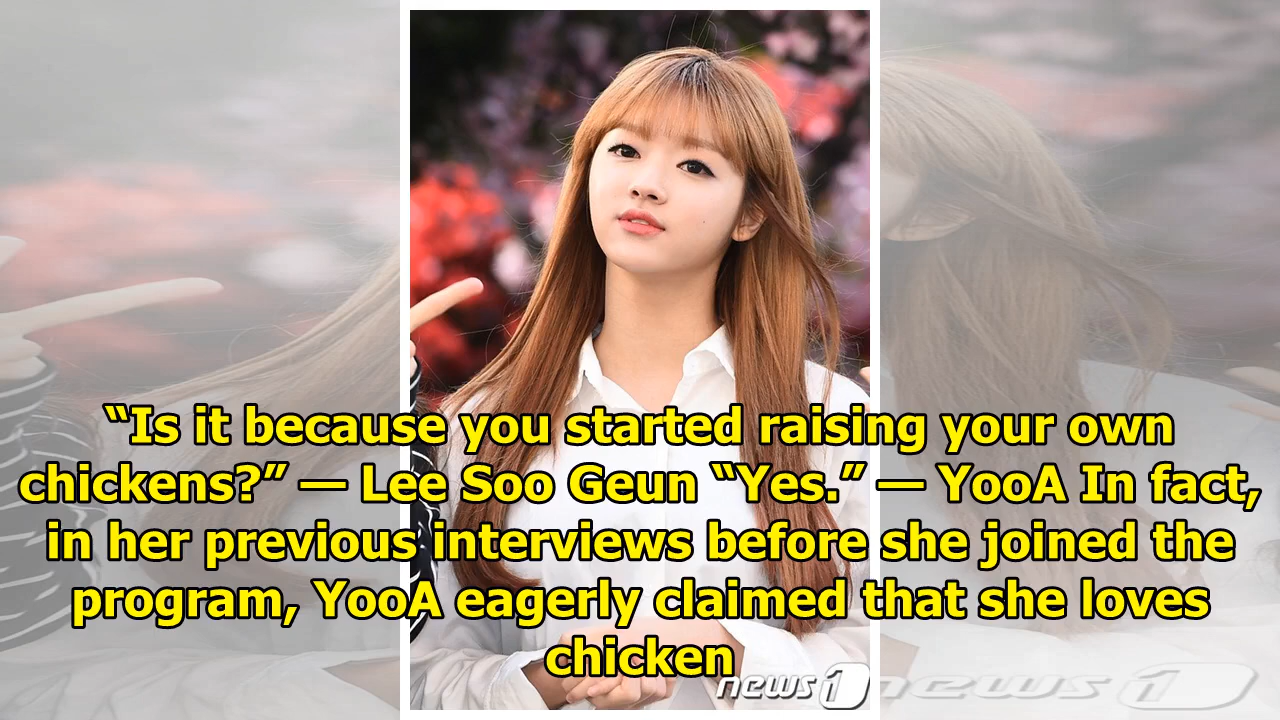 “Is it because you started raising your own
chickens?” — Lee Soo Geun “Yes.” — YooA In fact,
in her previous interviews before she joined the
program, YooA eagerly claimed that she loves
chicken
news1
news1